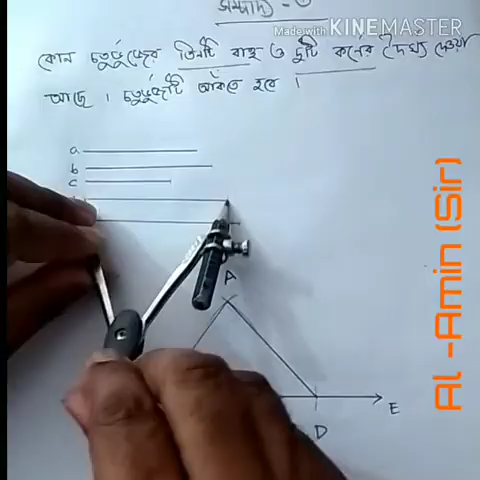 সম্পাদ্য - ৩
Made with KINEMASTER
কোন চতুর্ভুজের তিনটি বাহু ও দুটি কর্নের দৈর্ঘ্য দেওয়া
আছে । চতুর্ভুজটি আঁকতে হবে ।
a
b
c
A
E
D
Al -Amin (Sir)